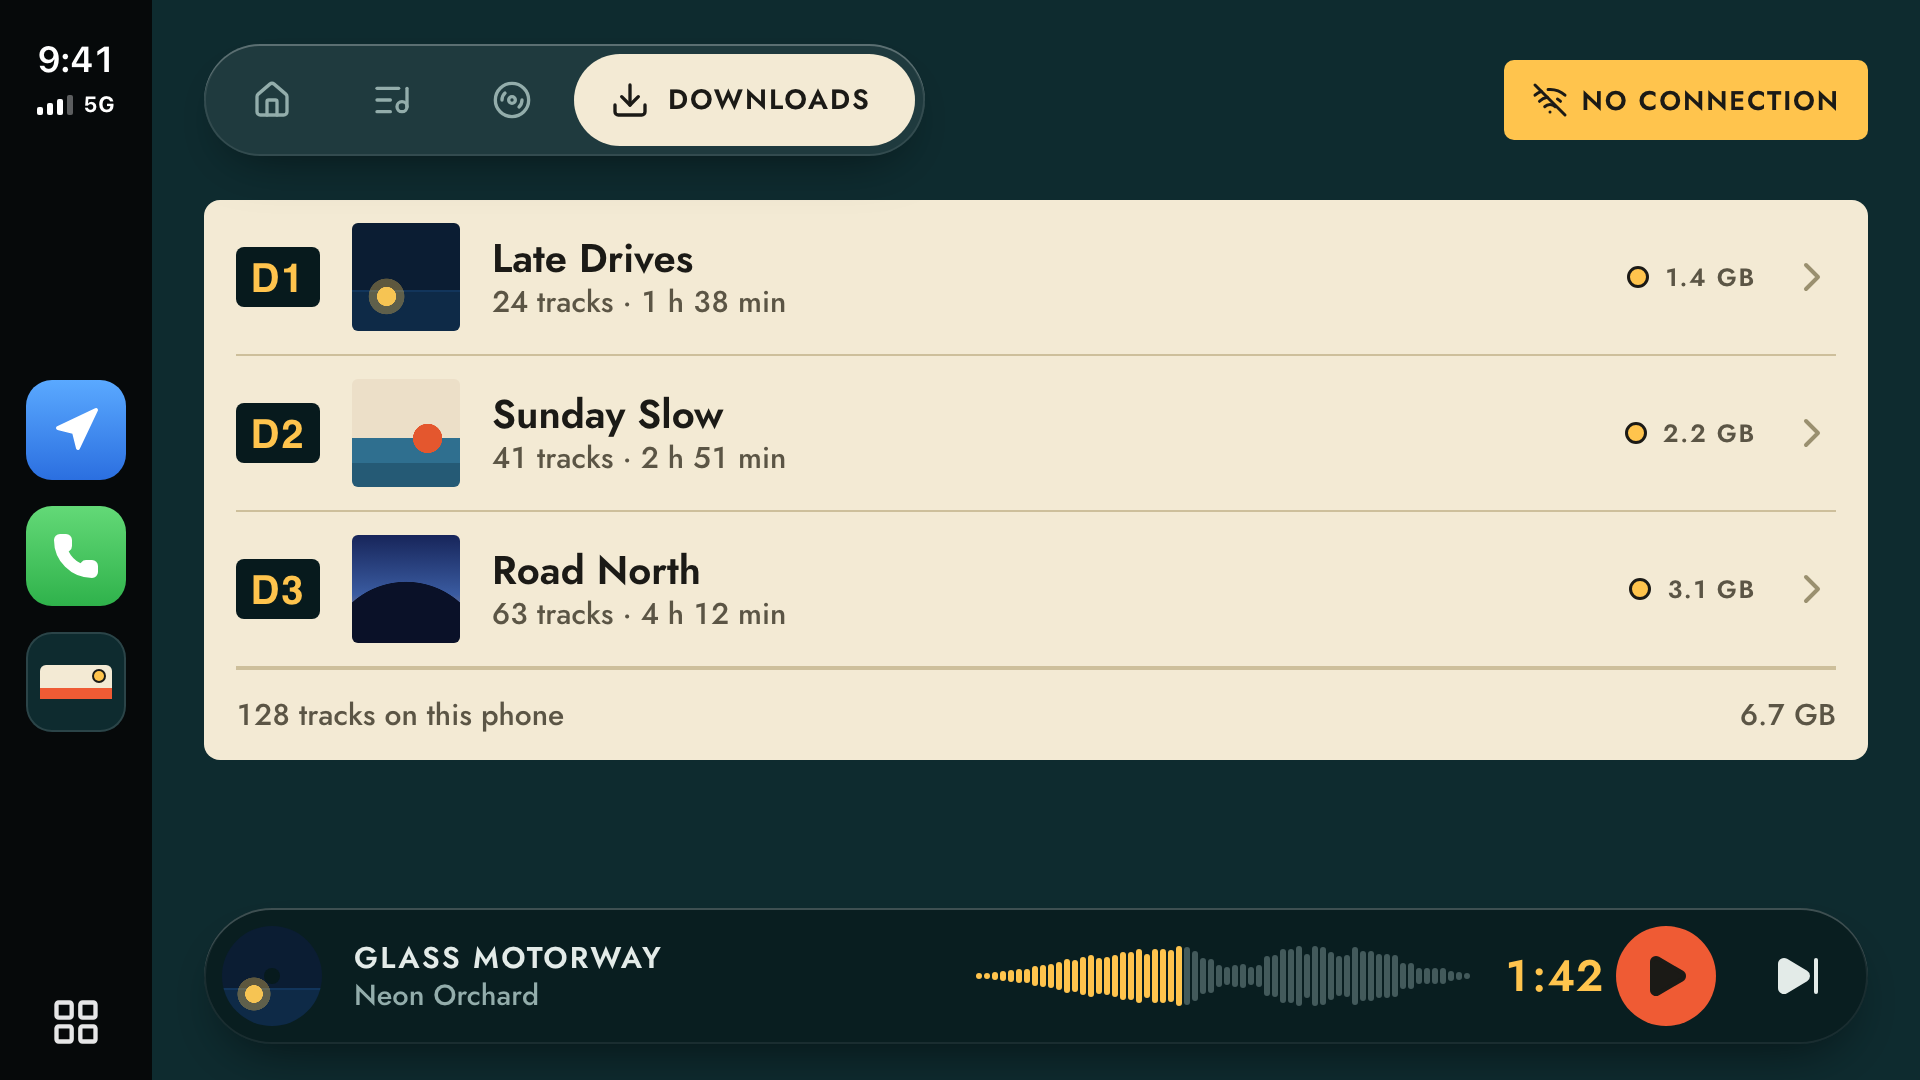 9:41
5G
DOWNLOADS
NO CONNECTION
D1
Late Drives
24 tracks · 1 h 38 min
1.4 GB
D2
Sunday Slow
41 tracks · 2 h 51 min
2.2 GB
D3
Road North
63 tracks · 4 h 12 min
3.1 GB
128 tracks on this phone
6.7 GB
GLASS MOTORWAY
Neon Orchard
1:42